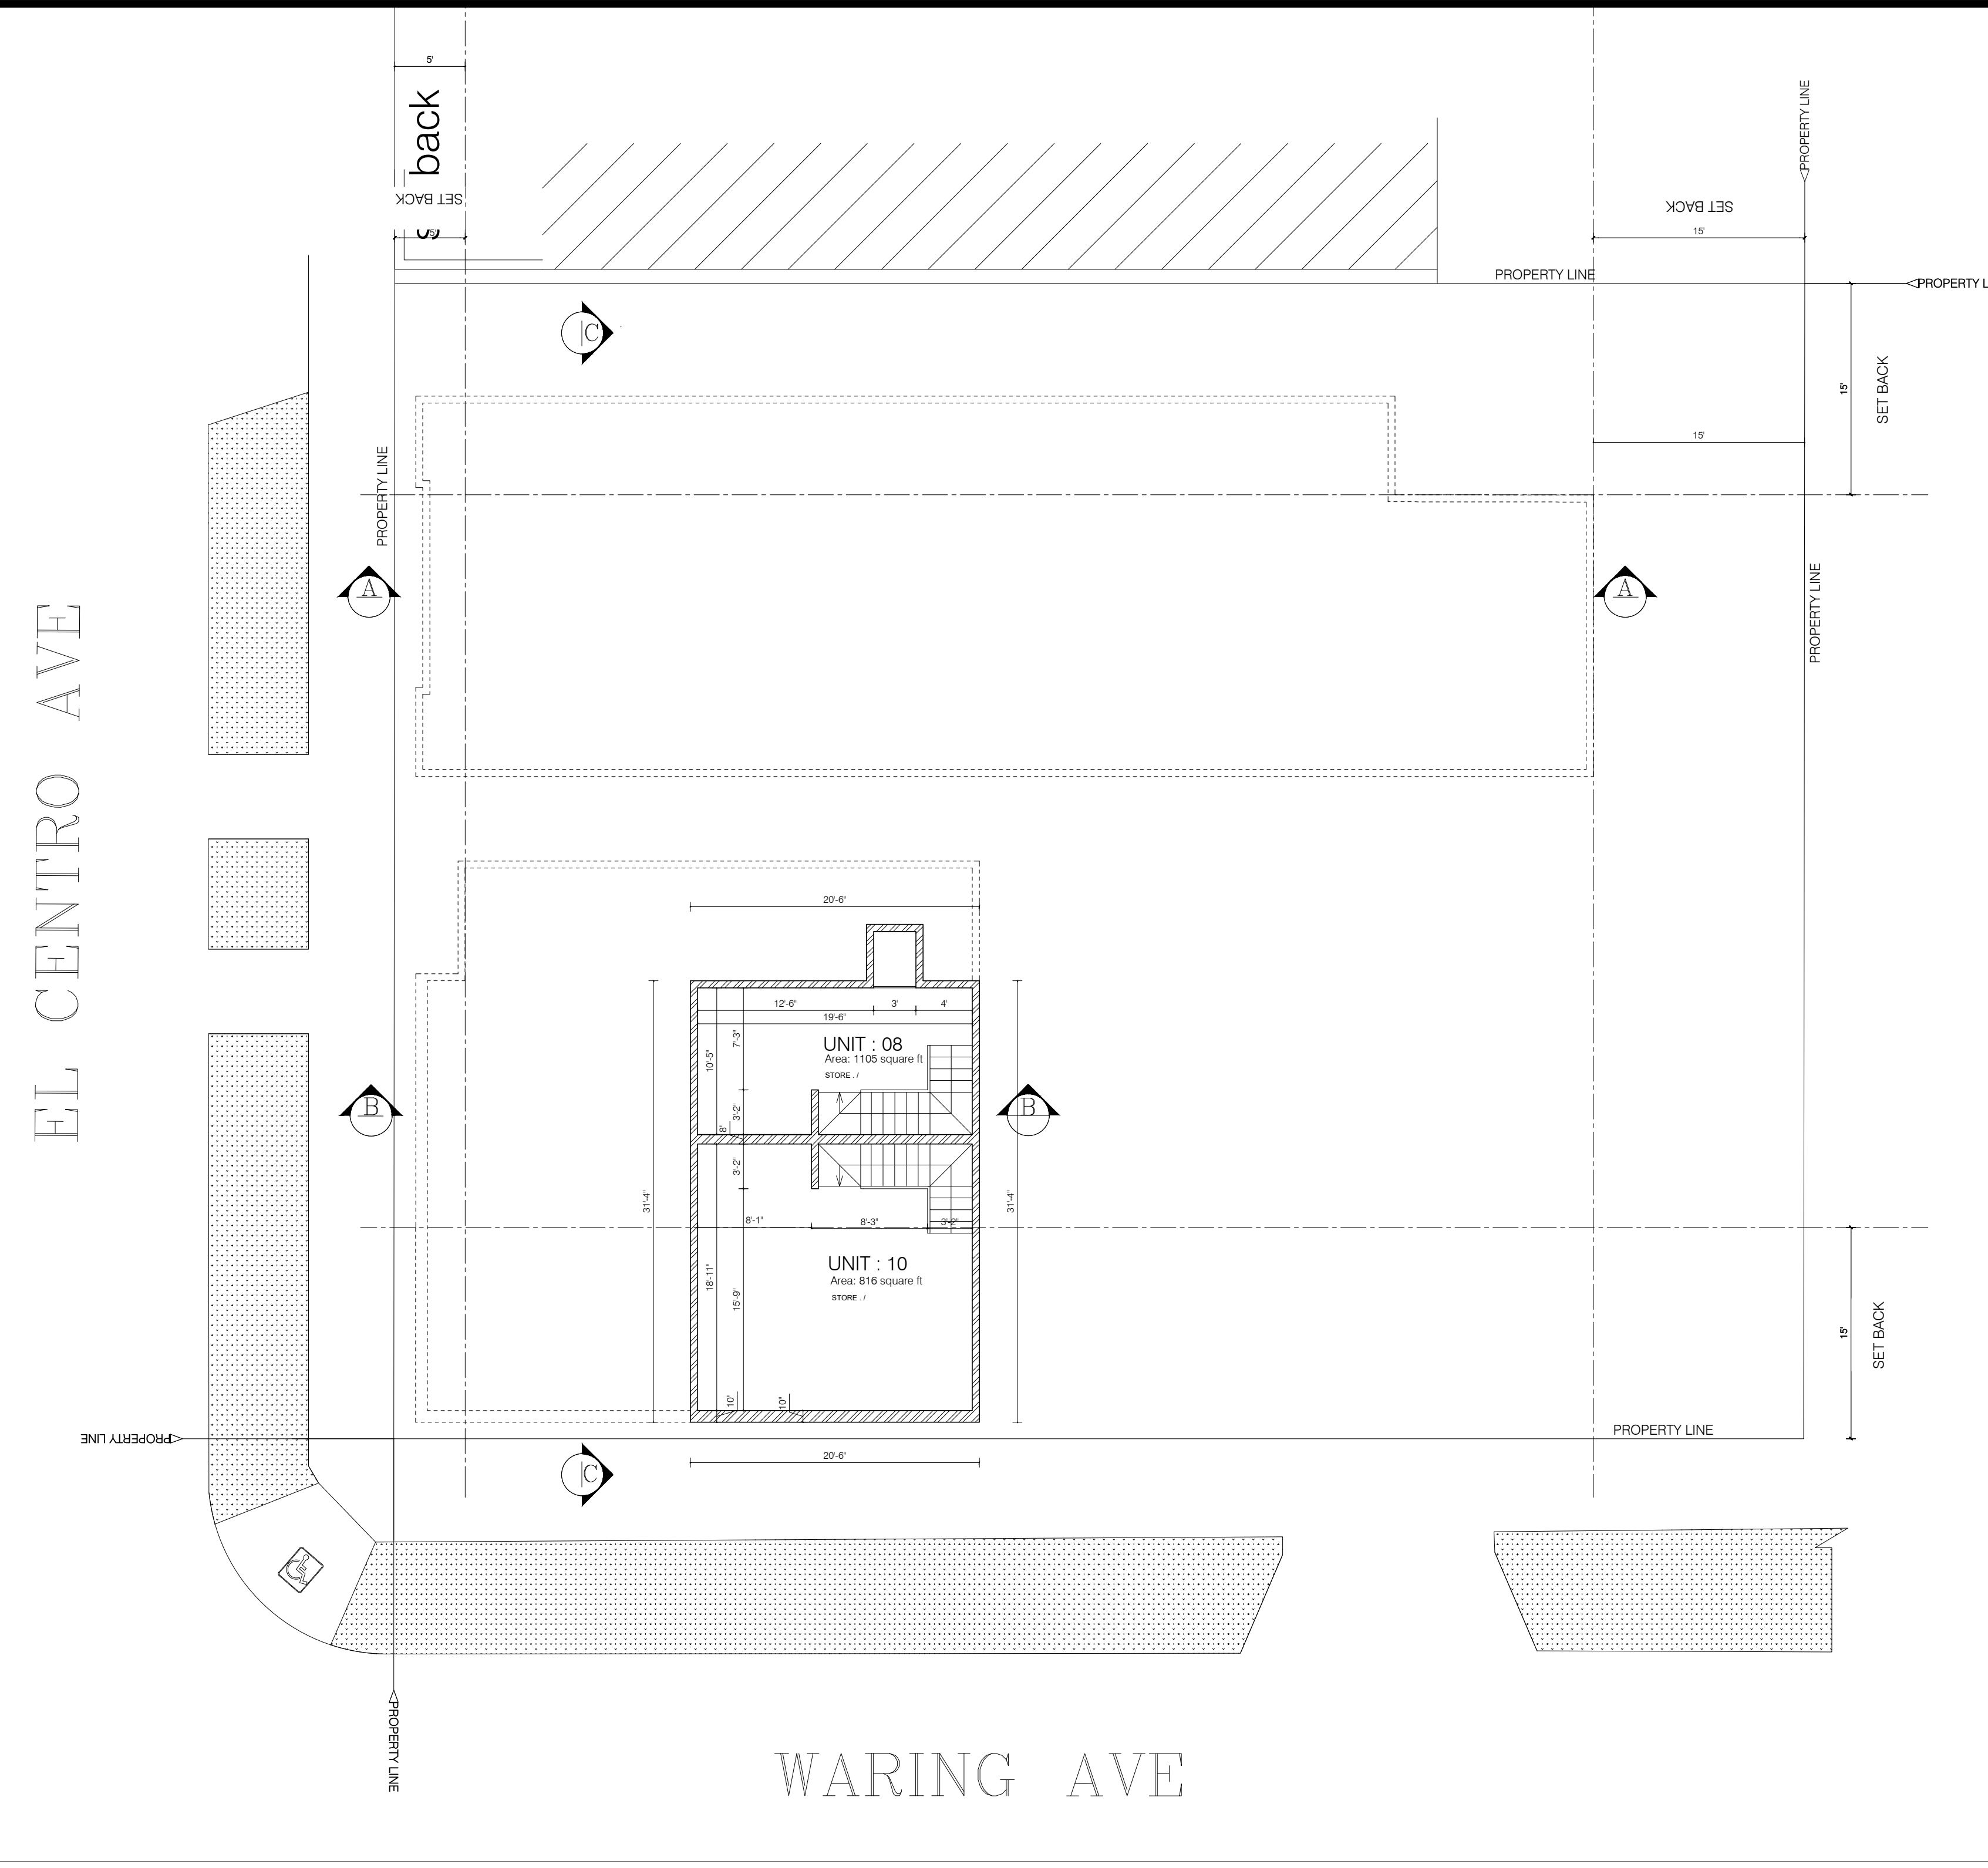 5'
set back
SET BACK
5'
PROPERTY LINE
SET BACK
15'
PROPERTY LINE
PROPERTY L
C
15'
SET BACK
15'
PROPERTY LINE
A
A
PROPERTY LINE
EL CENTRO AVE
20'-6"
12'-6"
3'
4'
19'-6"
7'-3"
10'-5"
UNIT : 08
Area: 1105 square ft
STORE . /
3'-2"
8"
B
B
3'-2"
31'-4"
31'-4"
8'-1"
8'-3"
3'-2"
UNIT : 10
Area: 816 square ft
STORE . /
18'-11"
15'-9"
10"
10"
15'
SET BACK
PROPERTY LINE
PROPERTY LINE
20'-6"
C
PROPERTY LINE
WARING AVE